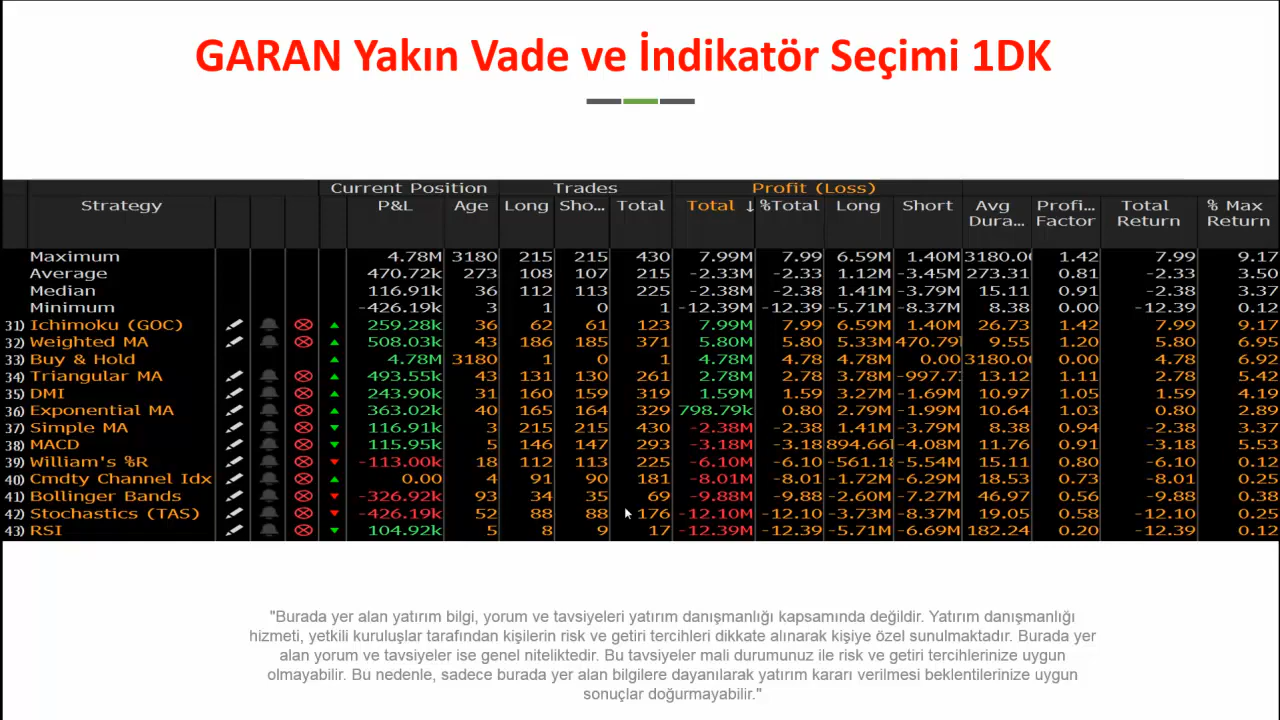 GARAN Yakın Vade ve İndikatör Seçimi 1DK
Current Position Trades Profit (Loss)
Strategy P&L Age Long Sho... Total Total ↓ %Total Long Short Avg Dura... Profi... Factor Total Return % Max Return
Maximum 4.78M 3180 215 215 430 7.99M 7.99 6.59M 1.40M 3180.00 1.42 7.99 9.17
Average 470.72k 273 108 107 215 -2.33M -2.33 1.12M -3.45M 273.31 0.81 -2.33 3.50
Median 116.91k 36 112 113 225 -2.38M -2.38 1.41M -3.79M 15.11 0.91 -2.38 3.37
Minimum -426.19k 3 1 0 1 -12.39M -12.39 -5.71M -8.37M 8.38 0.00 -12.39 0.12
31) Ichimoku (GOC) 259.28k 36 62 61 123 7.99M 7.99 6.59M 1.40M 26.73 1.42 7.99 9.17
32) Weighted MA 508.03k 43 186 185 371 5.80M 5.80 5.33M 470.79 9.55 1.20 5.80 6.95
33) Buy & Hold 4.78M 3180 1 0 1 4.78M 4.78 4.78M 0.00 3180.00 0.00 4.78 6.92
34) Triangular MA 493.55k 43 131 130 261 2.78M 2.78 3.78M -997.7 13.12 1.11 2.78 5.42
35) DMI 243.90k 31 160 159 319 1.59M 1.59 3.27M -1.69M 10.97 1.05 1.59 4.19
36) Exponential MA 363.02k 40 165 164 329 798.79k 0.80 2.79M -1.99M 10.64 1.03 0.80 2.89
37) Simple MA 116.91k 3 215 215 430 -2.38M -2.38 1.41M -3.79M 8.38 0.94 -2.38 3.37
38) MACD 115.95k 5 146 147 293 -3.18M -3.18 894.66 -4.08M 11.76 0.91 -3.18 5.53
39) William's %R -113.00k 18 112 113 225 -6.10M -6.10 -561.18 -5.54M 15.11 0.80 -6.10 0.12
40) Cmdty Channel Idx 0.00 4 91 90 181 -8.01M -8.01 -1.72M -6.29M 18.53 0.73 -8.01 0.25
41) Bollinger Bands -326.92k 93 34 35 69 -9.88M -9.88 -2.60M -7.27M 46.97 0.56 -9.88 0.38
42) Stochastics (TAS) -426.19k 52 88 88 176 -12.10M -12.10 -3.73M -8.37M 19.05 0.58 -12.10 0.25
43) RSI 104.92k 5 8 9 17 -12.39M -12.39 -5.71M -6.69M 182.24 0.20 -12.39 0.12
"Burada yer alan yatırım bilgi, yorum ve tavsiyeleri yatırım danışmanlığı kapsamında değildir. Yatırım danışmanlığı
hizmeti, yetkili kuruluşlar tarafından kişilerin risk ve getiri tercihleri dikkate alınarak kişiye özel sunulmaktadır. Burada yer
alan yorum ve tavsiyeler ise genel niteliktedir. Bu tavsiyeler mali durumunuz ile risk ve getiri tercihlerinize uygun
olmayabilir. Bu nedenle, sadece burada yer alan bilgilere dayanılarak yatırım kararı verilmesi beklentilerinize uygun
sonuçlar doğurmayabilir."